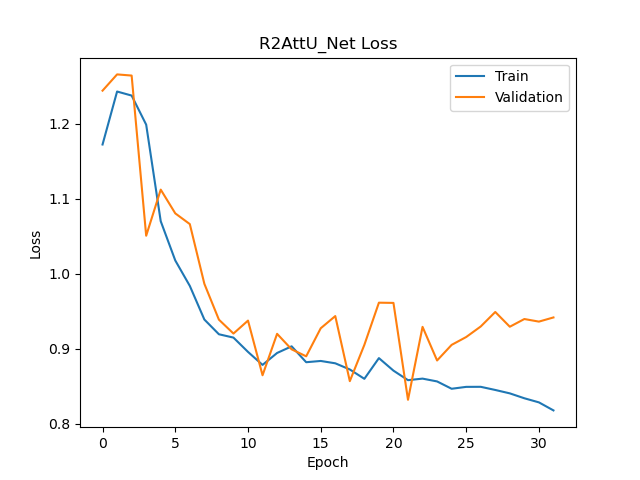 R2AttU_Net Loss
Train
Validation
Loss
1.2
1.1
1.0
0.9
0.8
0 5 10 15 20 25 30
Epoch